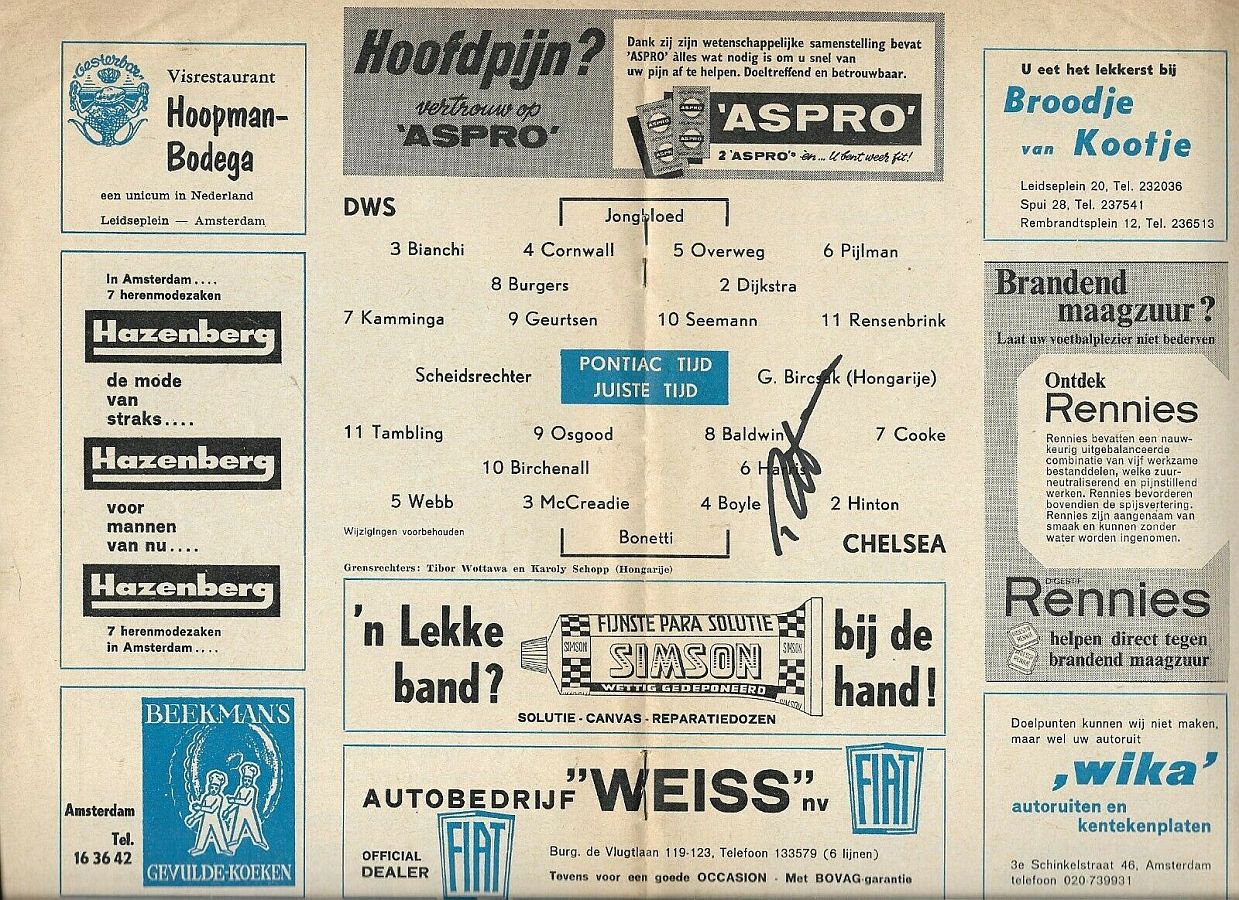 Oesterbar
Visrestaurant
Hoopman-
Bodega
een unicum in Nederland
Leidseplein — Amsterdam
In Amsterdam....
7 herenmodezaken
Hazenberg
de mode
van
straks....
Hazenberg
voor
mannen
van nu....
Hazenberg
7 herenmodezaken
in Amsterdam....
BEEKMAN'S
Amsterdam
Tel.
16 36 42
GEVULDE-KOEKEN
Hoofdpijn?
vertrouw op
'ASPRO'
Dank zij zijn wetenschappelijke samenstelling bevat
'ASPRO' àlles wat nodig is om u snel van
uw pijn af te helpen. Doeltreffend en betrouwbaar.
'ASPRO'
2 'ASPRO'S èn... U bent weer fit!
DWS
Jongbloed
3 Bianchi 4 Cornwall 5 Overweg 6 Pijlman
8 Burgers 2 Dijkstra
7 Kamminga 9 Geurtsen 10 Seemann 11 Rensenbrink
Scheidsrechter PONTIAC TIJD JUISTE TIJD G. Bircsak (Hongarije)
11 Tambling 9 Osgood 8 Baldwin 7 Cooke
10 Birchenall 6 Harris
5 Webb 3 McCreadie 4 Boyle 2 Hinton
Wijzigingen voorbehouden
Bonetti
CHELSEA
Grensrechters: Tibor Wottawa en Karoly Schopp (Hongarije)
'n Lekke
band?
FIJNSTE PARA SOLUTIE
SIMSON
SIMSON
SIMSON
WETTIG GEDEPONEERD
SIMSON
bij de
hand!
SOLUTIE - CANVAS - REPARATIEDOZEN
AUTOBEDRIJF "WEISS" nv
FIAT
FIAT
OFFICIAL
DEALER
Burg. de Vlugtlaan 119-123, Telefoon 133579 (6 lijnen)
Tevens voor een goede OCCASION - Met BOVAG-garantie
U eet het lekkerst bij
Broodje
van Kootje
Leidseplein 20, Tel. 232036
Spui 28, Tel. 237541
Rembrandtsplein 12, Tel. 236513
Brandend
maagzuur?
Laat uw voetbalplezier niet bederven
Ontdek
Rennies
Rennies bevatten een nauw-
keurig uitgebalanceerde
combinatie van vijf werkzame
bestanddelen, welke zuur-
neutraliserend en pijnstillend
werken. Rennies bevorderen
bovendien de spijsvertering.
Rennies zijn aangenaam van
smaak en kunnen zonder
water worden ingenomen.
DIGESTIF
Rennies
helpen direct tegen
brandend maagzuur
Doelpunten kunnen wij niet maken,
maar wel uw autoruit
,wika'
autoruiten en
kentekenplaten
3e Schinkelstraat 46, Amsterdam
telefoon 020-739931